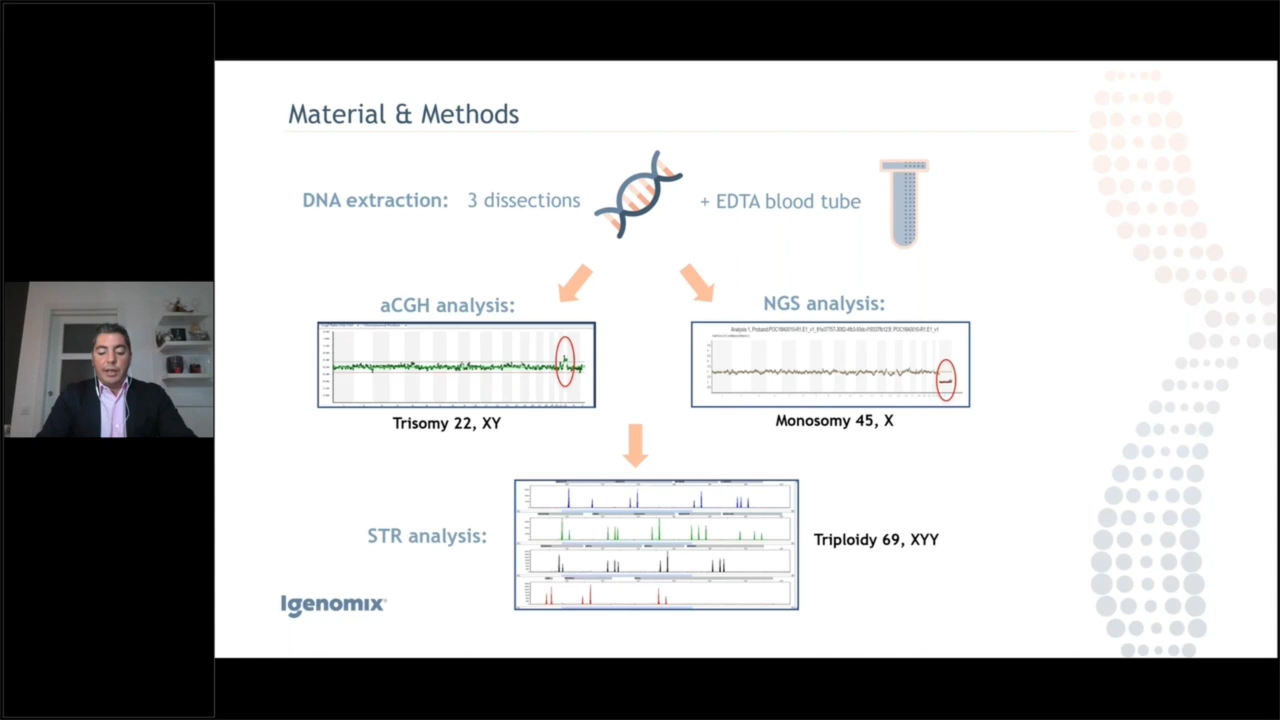 Material & Methods
DNA extraction: 3 dissections + EDTA blood tube
aCGH analysis:
NGS analysis:
Trisomy 22, XY
Monosomy 45, X
STR analysis:
Triploidy 69, XYY
Igenomix